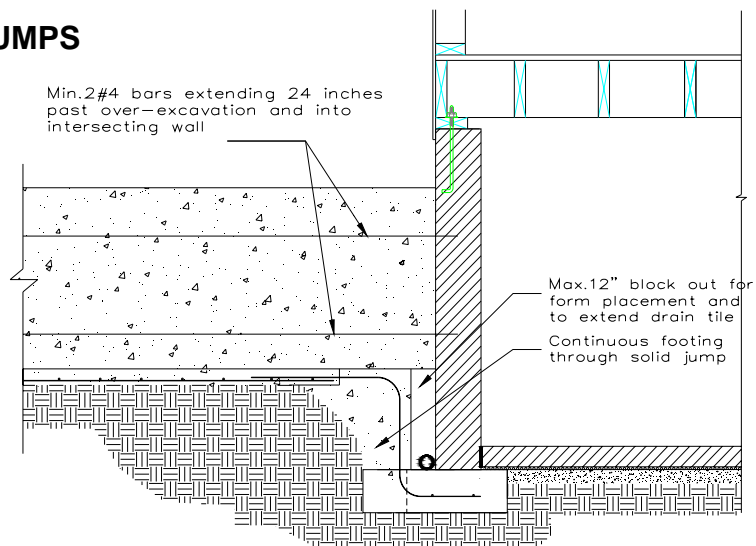 UMPS
Min.2#4 bars extending 24 inches
past over-excavation and into
intersecting wall
Max.12" block out for
form placement and
to extend drain tile
Continuous footing
through solid jump